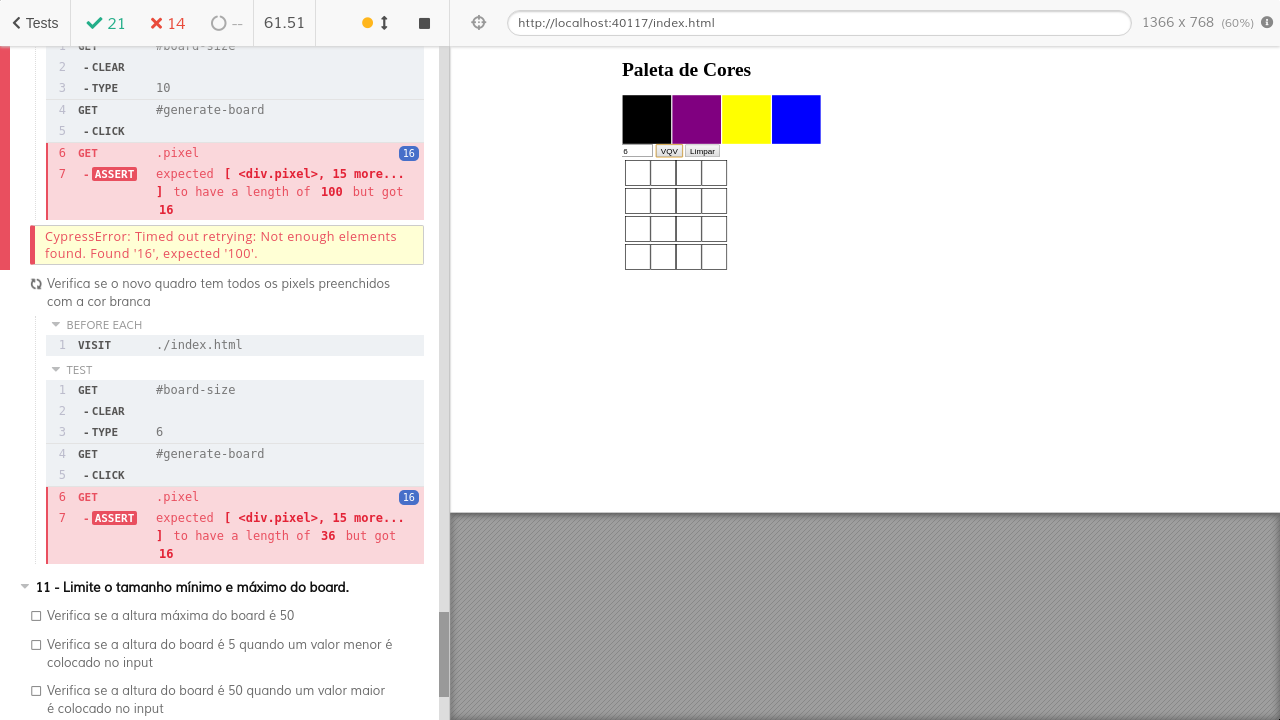 Tests 21 14 -- 61.51 http://localhost:40117/index.html 1366 x 768 (60%)
1 GET #board-size
2 - CLEAR
3 - TYPE 10
4 GET #generate-board
5 - CLICK
6 GET .pixel 16
7 - ASSERT expected [ <div.pixel>, 15 more...
] to have a length of 100 but got
16
CypressError: Timed out retrying: Not enough elements
found. Found '16', expected '100'.
Verifica se o novo quadro tem todos os pixels preenchidos
com a cor branca
BEFORE EACH
1 VISIT ./index.html
TEST
1 GET #board-size
2 - CLEAR
3 - TYPE 6
4 GET #generate-board
5 - CLICK
6 GET .pixel 16
7 - ASSERT expected [ <div.pixel>, 15 more...
] to have a length of 36 but got
16
11 - Limite o tamanho mínimo e máximo do board.
Verifica se a altura máxima do board é 50
Verifica se a altura do board é 5 quando um valor menor é
colocado no input
Verifica se a altura do board é 50 quando um valor maior
é colocado no input
Paleta de Cores
6 VQV Limpar